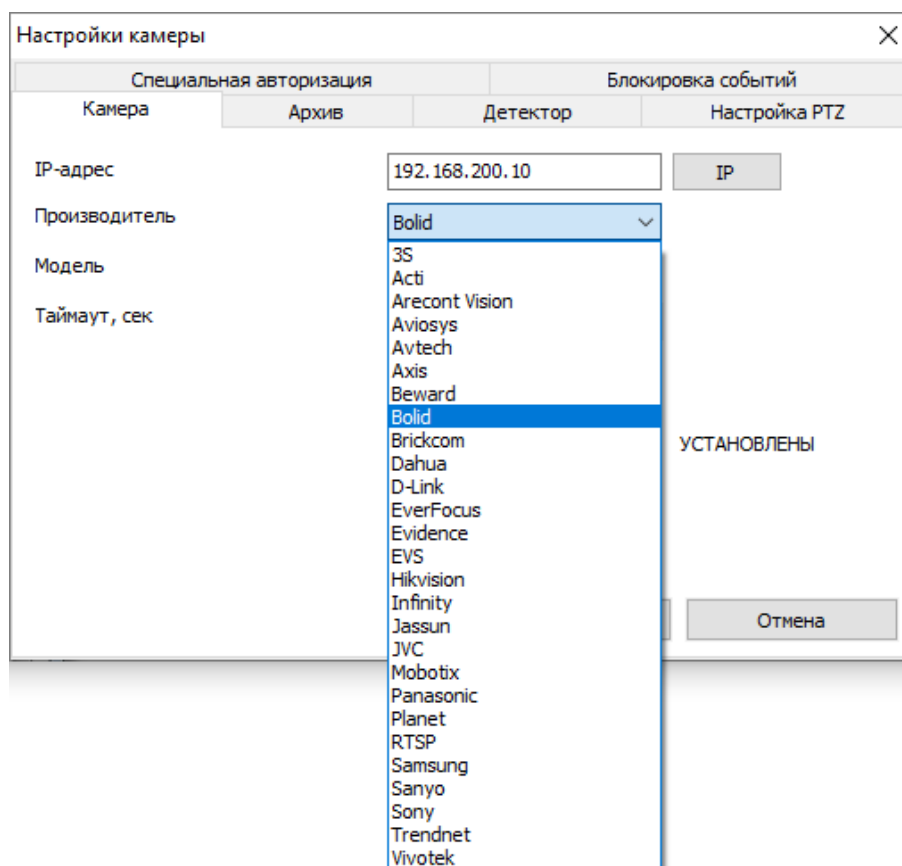 Настройки камеры
Специальная авторизация Блокировка событий
Камера Архив Детектор Настройка PTZ
IP-адрес 192.168.200.10 IP
Производитель Bolid
Модель
Таймаут, сек
3S
Acti
Arecont Vision
Aviosys
Avtech
Axis
Beward
Bolid
Brickcom
УСТАНОВЛЕНЫ
Dahua
D-Link
EverFocus
Evidence
EVS
Hikvision
Infinity
Jassun
Отмена
JVC
Mobotix
Panasonic
Planet
RTSP
Samsung
Sanyo
Sony
Trendnet
Vivotek